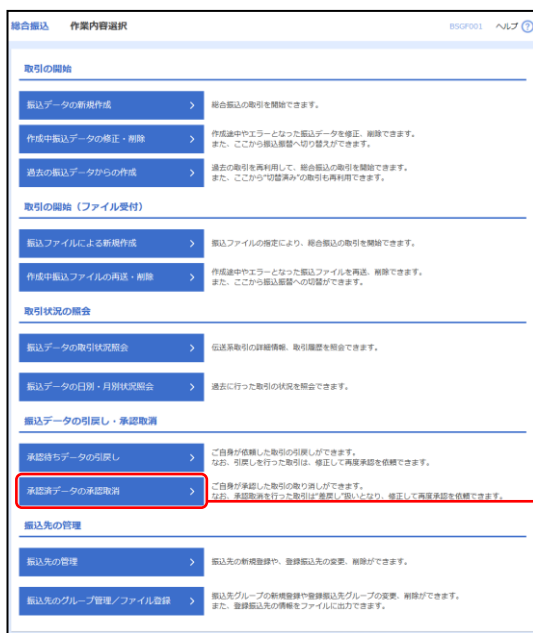 総合振込 作業内容選択 BSGF001 ヘルプ ?
取引の開始
振込データの新規作成 > 総合振込の取引を開始できます。
作成中振込データの修正・削除 > 作成途中やエラーとなった振込データを修正、削除できます。
また、ここから振込振替へ切り替えができます。
過去の振込データからの作成 > 過去の取引を再利用して、総合振込の取引を開始できます。
また、ここから"切替済み"の取引も再利用できます。
取引の開始（ファイル受付）
振込ファイルによる新規作成 > 振込ファイルの指定により、総合振込の取引を開始できます。
作成中振込ファイルの再送・削除 > 作成途中やエラーとなった振込ファイルを再送、削除できます。
また、ここから振込振替への切替ができます。
取引状況の照会
振込データの取引状況照会 > 伝送系取引の詳細情報、取引履歴を照会できます。
振込データの日別・月別状況照会 > 過去に行った取引の状況を照会できます。
振込データの引戻し・承認取消
承認待ちデータの引戻し > ご自身が依頼した取引の引戻しができます。
なお、引戻しを行った取引は、修正して再度承認を依頼できます。
承認済データの承認取消 > ご自身が承認した取引の取り消しができます。
なお、承認取消を行った取引は"差戻し"扱いとなり、修正して再度承認を依頼できます。
振込先の管理
振込先の管理 > 振込先の新規登録や、登録振込先の変更、削除ができます。
振込先のグループ管理/ファイル登録 > 振込先グループの新規登録や登録振込先グループの変更、削除ができます。
また、登録振込先の情報をファイルに出力できます。